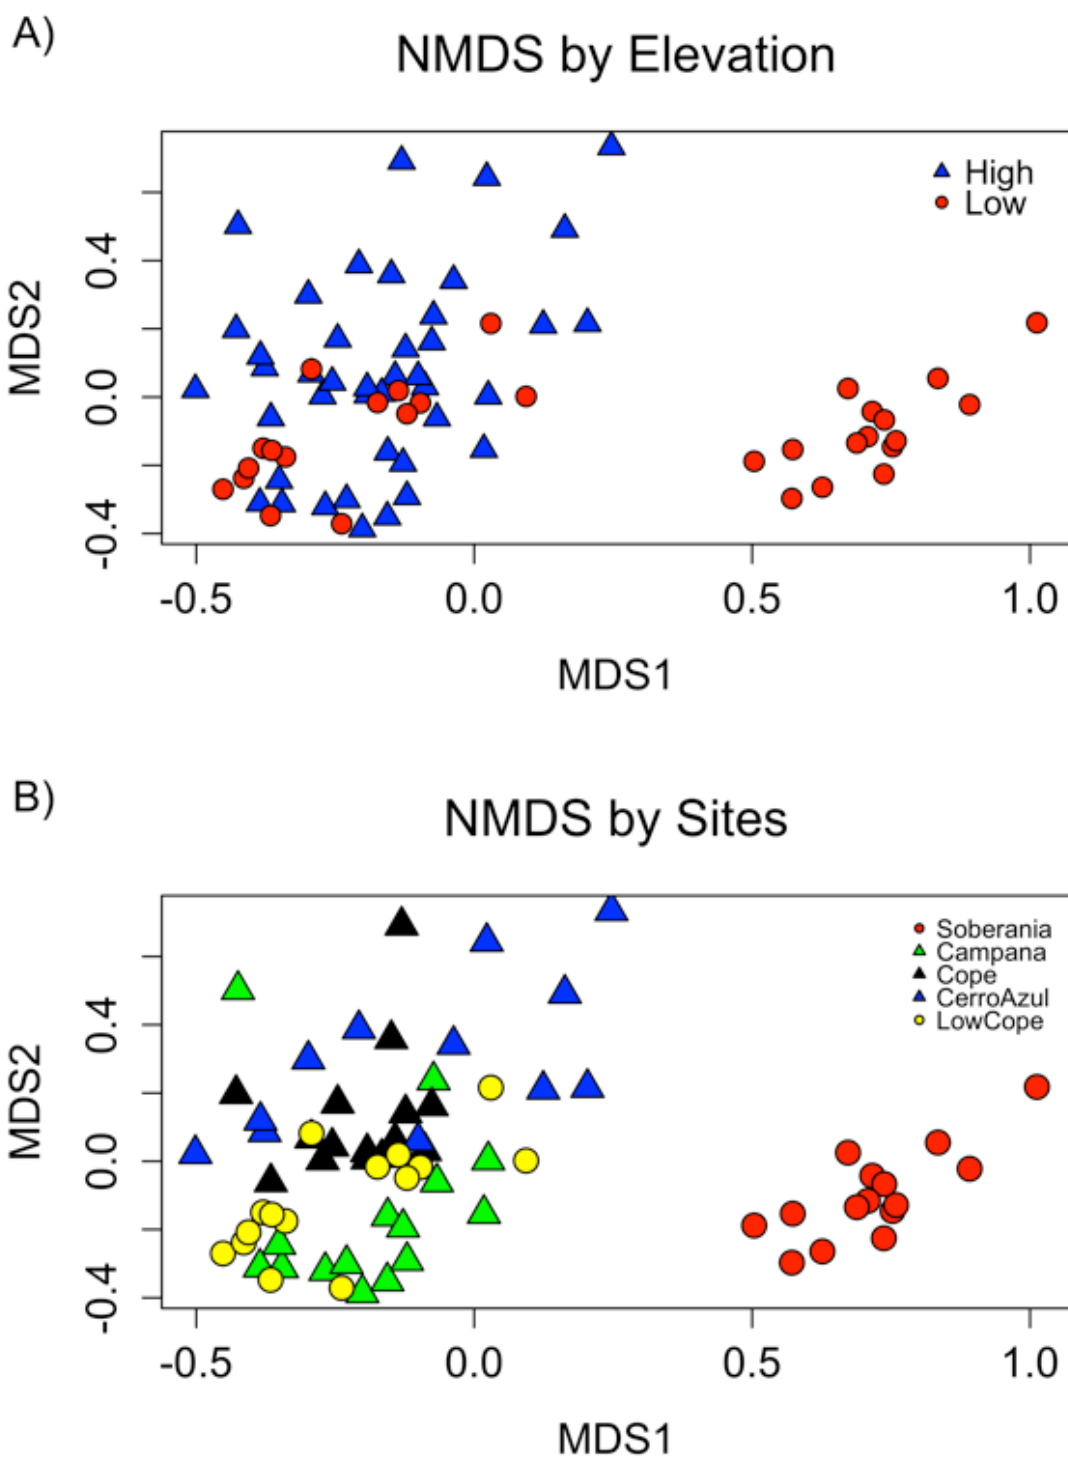 A)
NMDS by Elevation
High
Low
MDS2
0.4
0.0
-0.4
-0.5 0.0 0.5 1.0
MDS1
B)
NMDS by Sites
Soberania
Campana
Cope
CerroAzul
LowCope
MDS2
0.4
0.0
-0.4
-0.5 0.0 0.5 1.0
MDS1